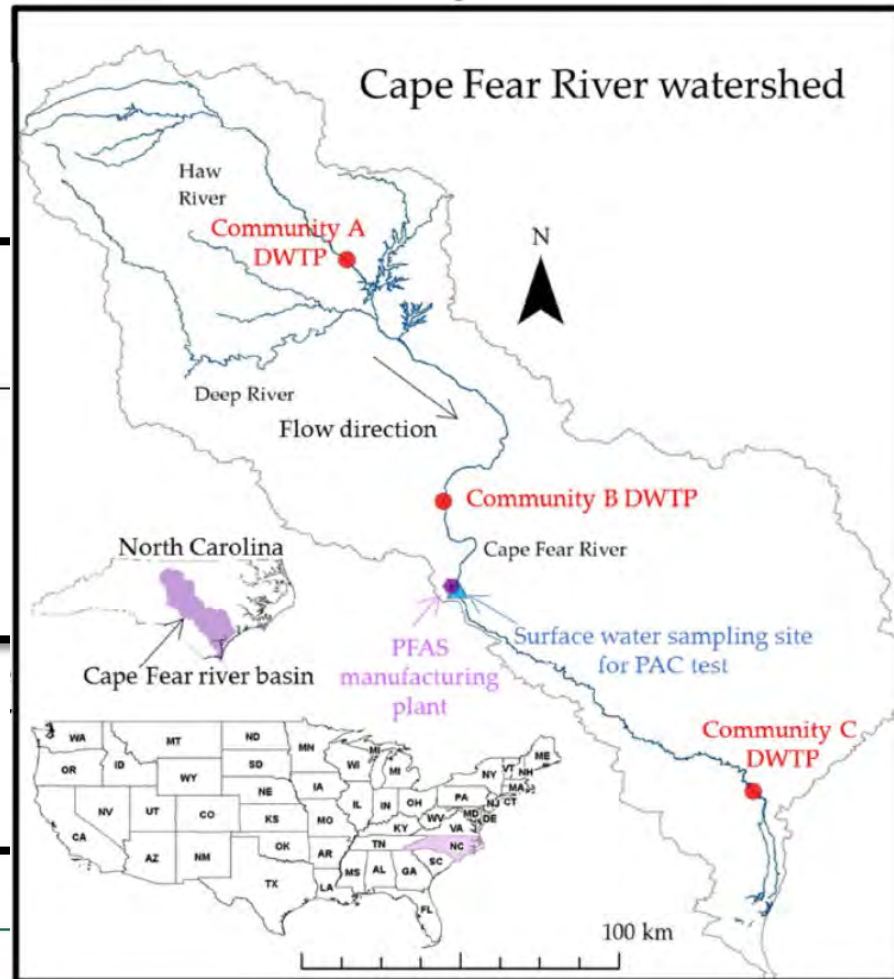 Cape Fear River watershed
Haw
River
Community A
DWTP
N
Deep River
Flow direction
Community B DWTP
North Carolina
Cape Fear River
Surface water sampling site
for PAC test
PFAS
manufacturing
plant
Cape Fear river basin
Community C
DWTP
WA
OR
CA
ID
NV
MT
WY
UT
AZ
CO
NM
ND
SD
NE
KS
OK
TX
MN
IA
MO
AR
LA
WI
IL
MI
MI
IN
OH
KY
TN
MS
AL
GA
FL
SC
NC
VA
WV
PA
NY
VT
NH
ME
MA
CT
NJ
DE
MD
100 km